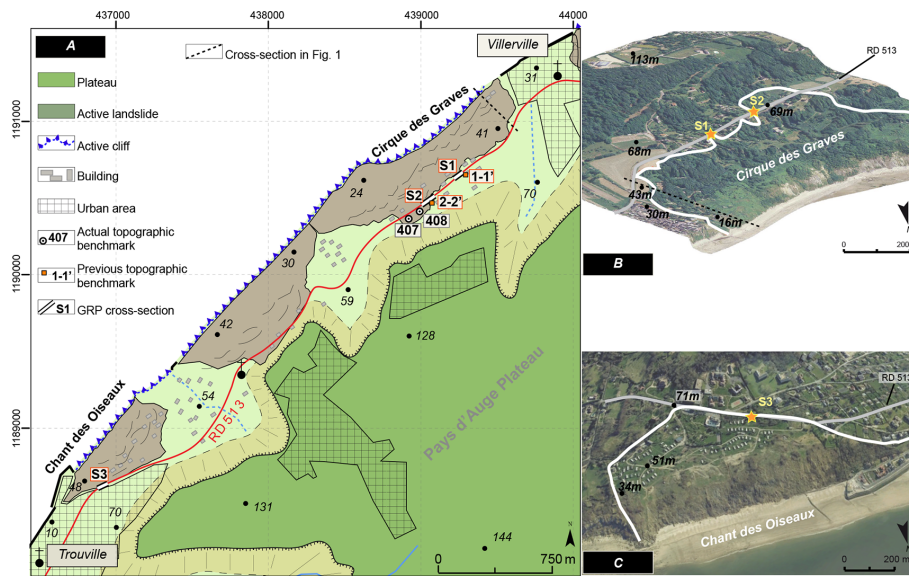 437000
438000
439000
44000
1191000
1190000
1189000
A
Cross-section in Fig. 1
Plateau
Active landslide
Active cliff
Building
Urban area
407
Actual topographic
benchmark
1-1'
Previous topographic
benchmark
S1
GRP cross-section
Villerville
31
Cirque des Graves
41
S1
1-1'
24
S2
2-2'
408
407
70
30
59
42
128
54
RD 513
Pays d'Auge Plateau
Chant des Oiseaux
S3
48
10
70
131
144
Trouville
N
0
750 m
RD 513
113m
S2
69m
S1
68m
Cirque des Graves
43m
30m
16m
N
0
200 m
B
71m
S3
RD 513
51m
34m
Chant des Oiseaux
N
0
200 m
C